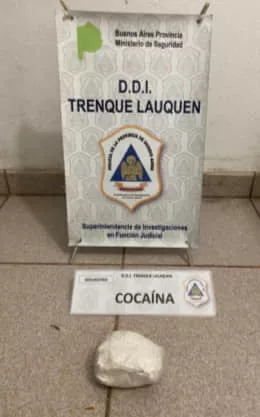 Buenos Aires Provincia
Ministerio de Seguridad
D.D.I.
TRENQUE LAUQUEN
Superintendencia de Investigaciones
en Función Judicial
D.D.I. TRENQUE LAUQUEN
COCAÍNA